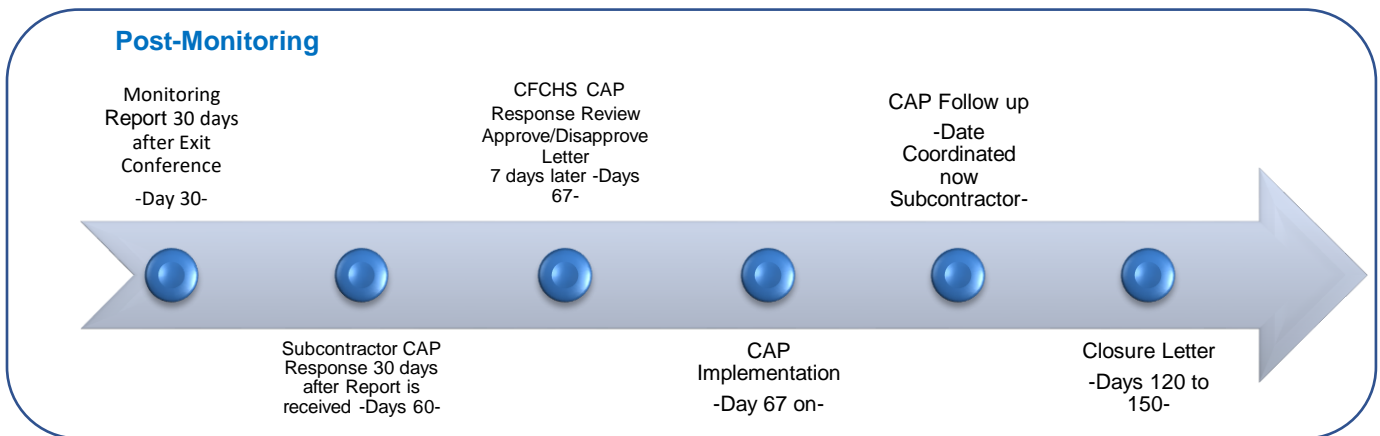 Post-Monitoring
Monitoring
Report 30 days
after Exit
Conference
-Day 30-
Subcontractor CAP
Response 30 days
after Report is
received -Days 60-
CFCHS CAP
Response Review
Approve/Disapprove
Letter
7 days later -Days
67-
CAP
Implementation
-Day 67 on-
CAP Follow up
-Date
Coordinated
now
Subcontractor-
Closure Letter
-Days 120 to
150-